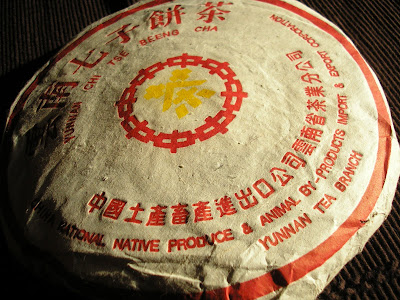 南七子餅茶
YUNNAN CHI TSE BEENG CHA
茶
中國土產畜產進出口公司雲南省茶業分公司
CHINA NATIONAL NATIVE PRODUCE & ANIMAL BY-PRODUCTS IMPORT & EXPORT CORPORATION
YUNNAN TEA BRANCH